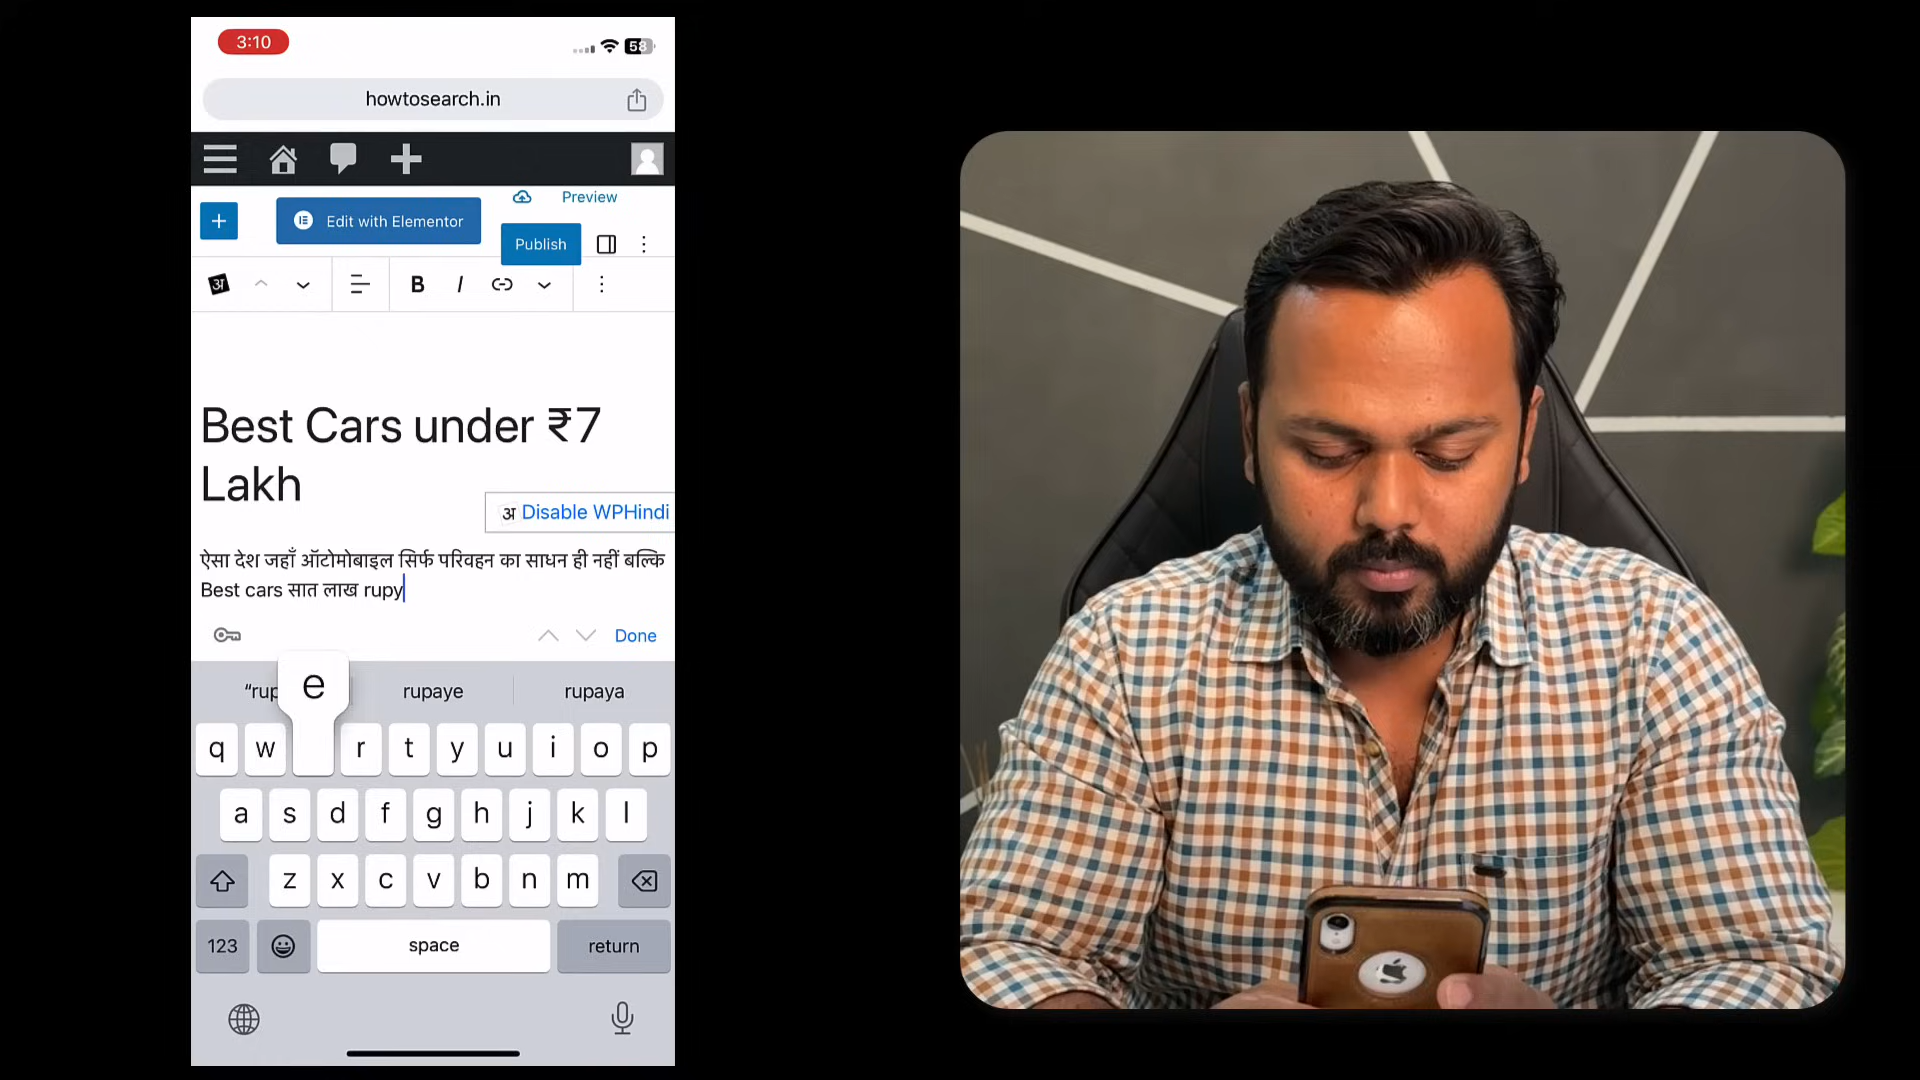 3:10
58
howtosearch.in
Edit with Elementor
Preview
Publish
अ
B I
Best Cars under ₹7
Lakh
अ Disable WPHindi
ऐसा देश जहाँ ऑटोमोबाइल सिर्फ परिवहन का साधन ही नहीं बल्कि
Best cars सात लाख rupy
Done
“rup
e
rupaye
rupaya
q w r t y u i o p
a s d f g h j k l
z x c v b n m
123
space
return